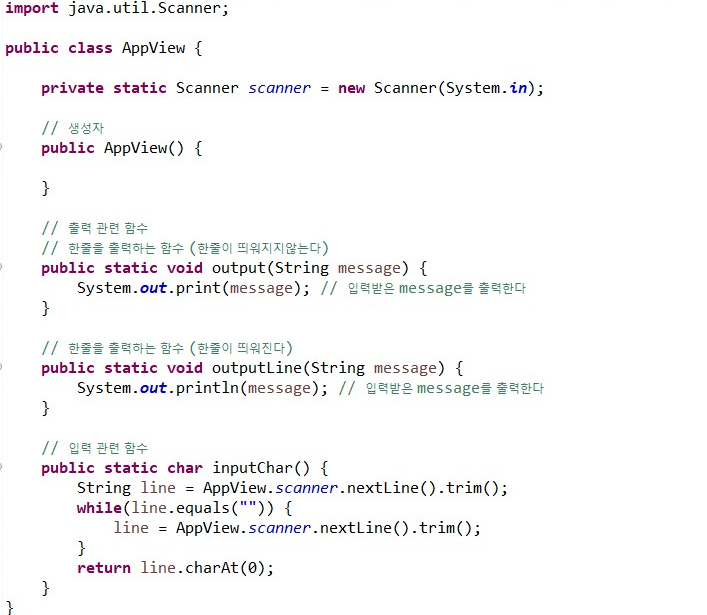 import java.util.Scanner;
public class AppView {
private static Scanner scanner = new Scanner(System.in);
// 생성자
public AppView() {
}
// 출력 관련 함수
// 한줄을 출력하는 함수 (한줄이 띄워지지않는다)
public static void output(String message) {
System.out.print(message); // 입력받은 message를 출력한다
}
// 한줄을 출력하는 함수 (한줄이 띄워진다)
public static void outputLine(String message) {
System.out.println(message); // 입력받은 message를 출력한다
}
// 입력 관련 함수
public static char inputChar() {
String line = AppView.scanner.nextLine().trim();
while(line.equals("")) {
line = AppView.scanner.nextLine().trim();
}
return line.charAt(0);
}
}